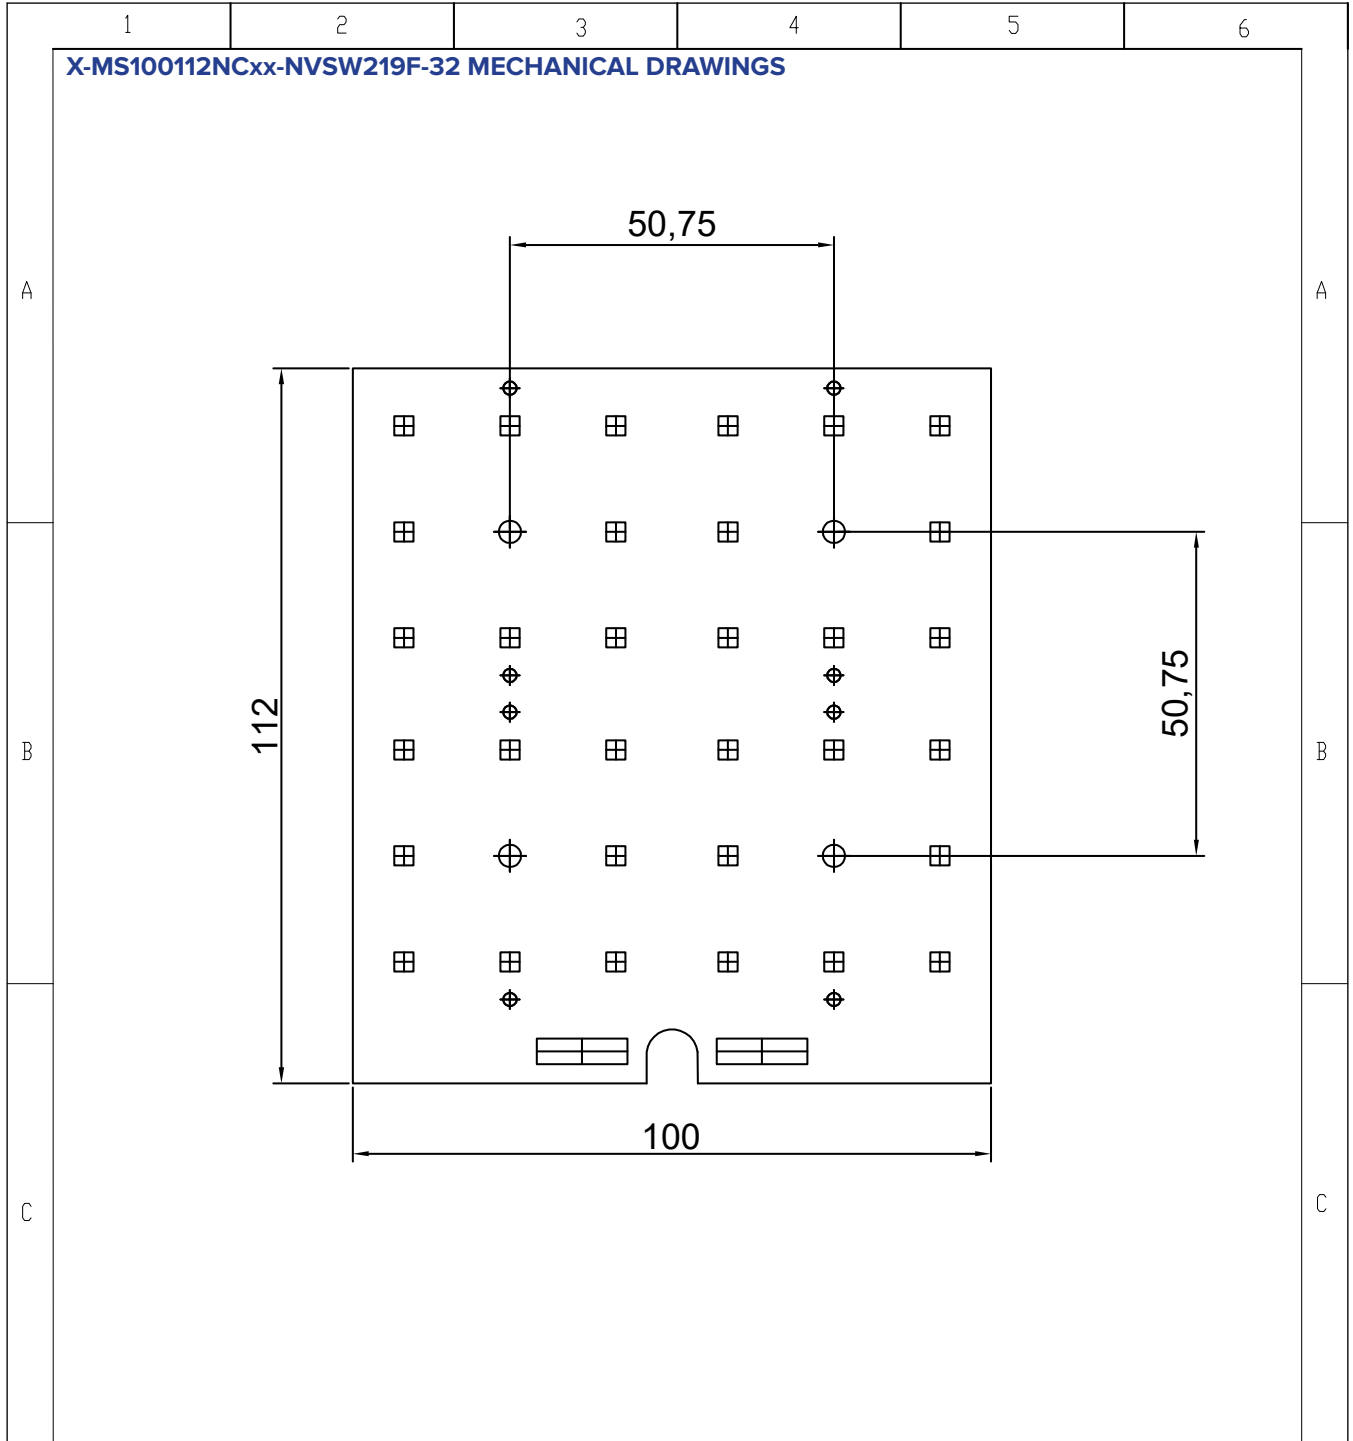 1 2 3 4 5 6
X-MS100112NCxx-NVSW219F-32 MECHANICAL DRAWINGS
50,75
A A
112
50,75
B B
100
C C